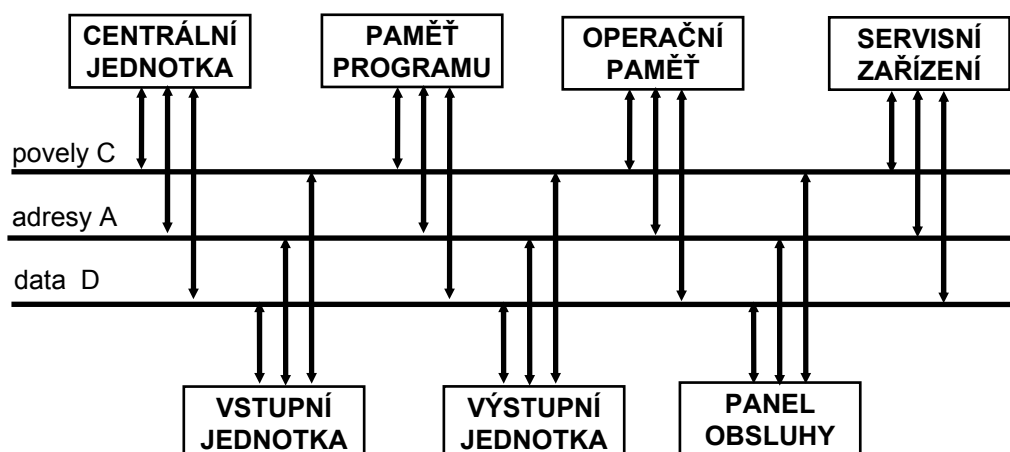 CENTRÁLNÍ
JEDNOTKA
PAMĚŤ
PROGRAMU
OPERAČNÍ
PAMĚŤ
SERVISNÍ
ZAŘÍZENÍ
povely C
adresy A
data D
VSTUPNÍ
JEDNOTKA
VÝSTUPNÍ
JEDNOTKA
PANEL
OBSLUHY